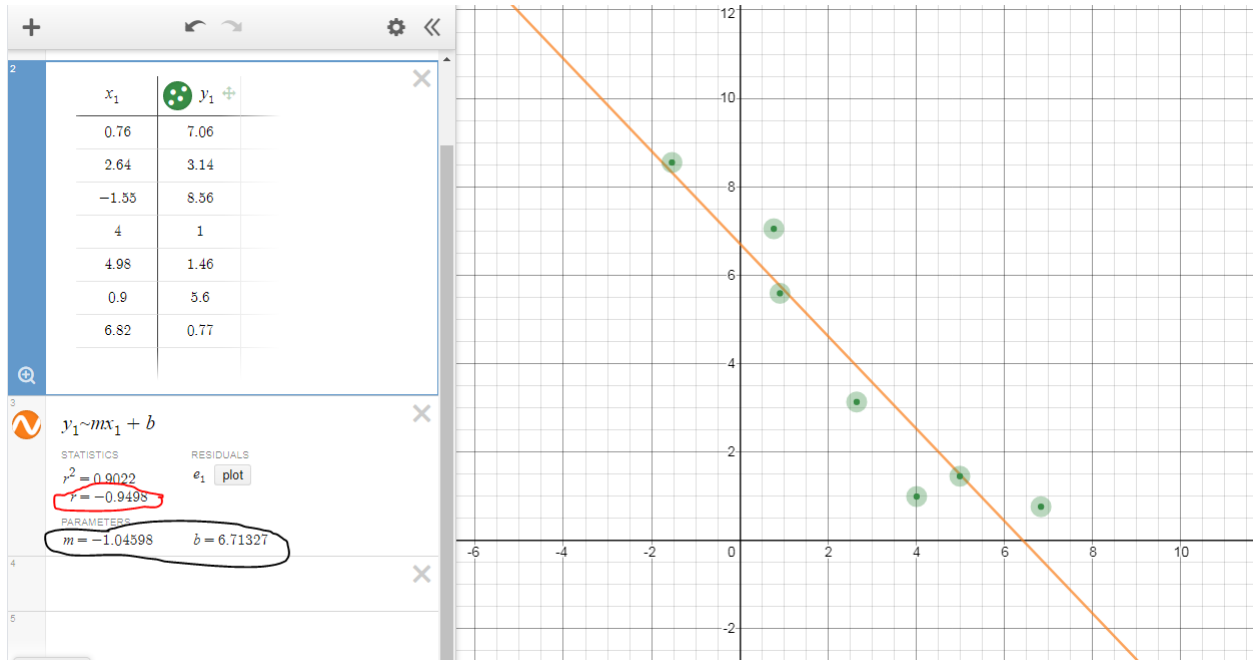 2
x₁ y₁
0.76 7.06
2.64 3.14
−1.55 8.56
4 1
4.98 1.46
0.9 5.6
6.82 0.77
3
y₁~mx₁ + b
STATISTICS RESIDUALS
r² = 0.9022 e₁ plot
r = −0.9498
PARAMETERS
m = −1.04598 b = 6.71327
4
5
12
10
8
6
4
2
-6 -4 -2 0 2 4 6 8 10
-2